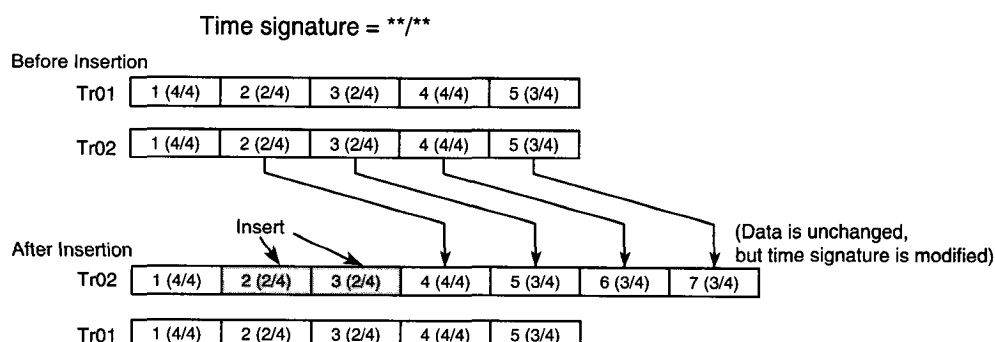 Time signature = **/**
Before Insertion
Tr01 1 (4/4) 2 (2/4) 3 (2/4) 4 (4/4) 5 (3/4)
Tr02 1 (4/4) 2 (2/4) 3 (2/4) 4 (4/4) 5 (3/4)
Insert
(Data is unchanged,
but time signature is modified)
After Insertion
Tr02 1 (4/4) 2 (2/4) 3 (2/4) 4 (4/4) 5 (3/4) 6 (3/4) 7 (3/4)
Tr01 1 (4/4) 2 (2/4) 3 (2/4) 4 (4/4) 5 (3/4)